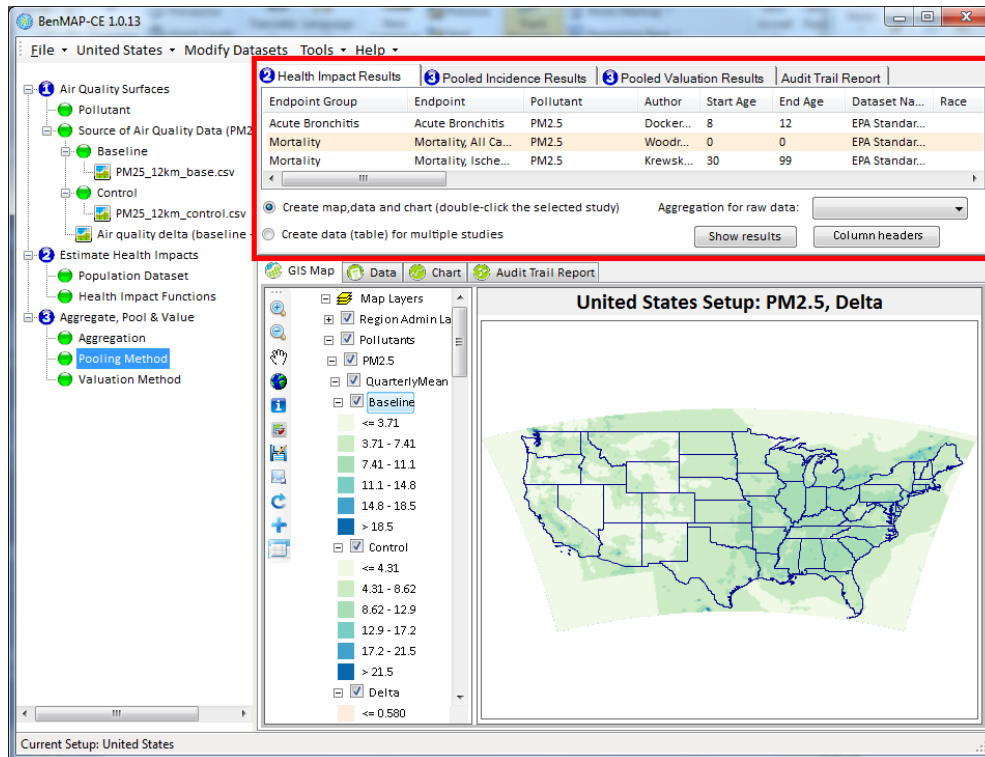 BenMAP-CE 1.0.13
File United States Modify Datasets Tools Help
1 Air Quality Surfaces
Pollutant
Source of Air Quality Data (PM2
Baseline
PM25_12km_base.csv
Control
PM25_12km_control.csv
Air quality delta (baseline -
2 Estimate Health Impacts
Population Dataset
Health Impact Functions
3 Aggregate, Pool & Value
Aggregation
Pooling Method
Valuation Method
2 Health Impact Results 3 Pooled Incidence Results 3 Pooled Valuation Results Audit Trail Report
Endpoint Group Endpoint Pollutant Author Start Age End Age Dataset Na... Race
Acute Bronchitis Acute Bronchitis PM2.5 Docker... 8 12 EPA Standar...
Mortality Mortality, All Ca... PM2.5 Woodr... 0 0 EPA Standar...
Mortality Mortality, Ische... PM2.5 Krewsk... 30 99 EPA Standar...
Create map,data and chart (double-click the selected study) Aggregation for raw data:
Create data (table) for multiple studies Show results Column headers
GIS Map Data Chart Audit Trail Report
Map Layers
Region Admin La
Pollutants
PM2.5
QuarterlyMean
Baseline
<= 3.71
3.71 - 7.41
7.41 - 11.1
11.1 - 14.8
14.8 - 18.5
> 18.5
Control
<= 4.31
4.31 - 8.62
8.62 - 12.9
12.9 - 17.2
17.2 - 21.5
> 21.5
Delta
<= 0.580
United States Setup: PM2.5, Delta
Current Setup: United States